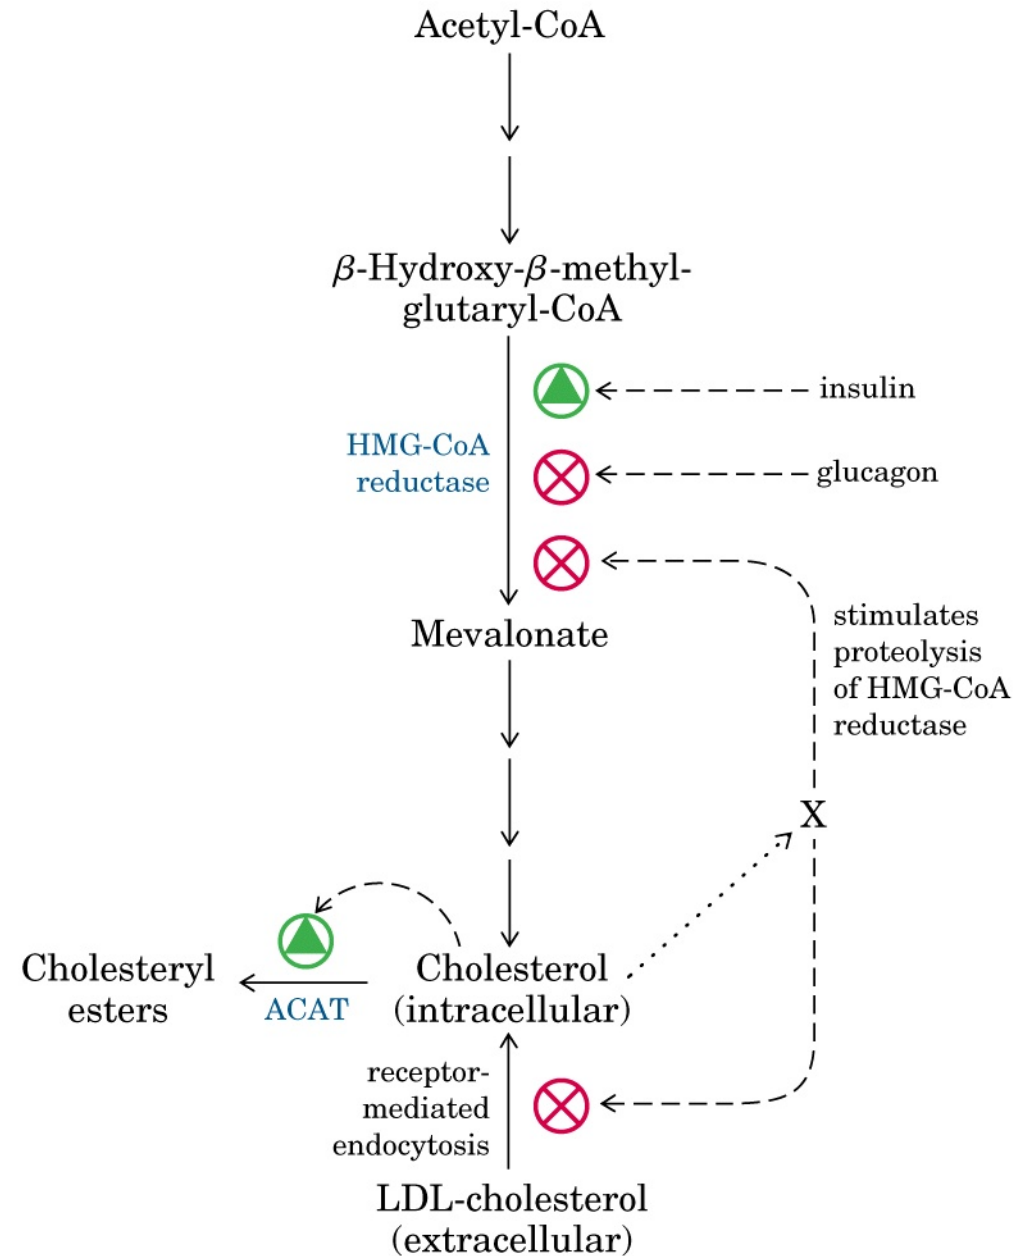 Acetyl-CoA
β-Hydroxy-β-methyl-
glutaryl-CoA
insulin
HMG-CoA
reductase
glucagon
Mevalonate
stimulates
proteolysis
of HMG-CoA
reductase
X
Cholesteryl
esters
ACAT
Cholesterol
(intracellular)
receptor-
mediated
endocytosis
LDL-cholesterol
(extracellular)